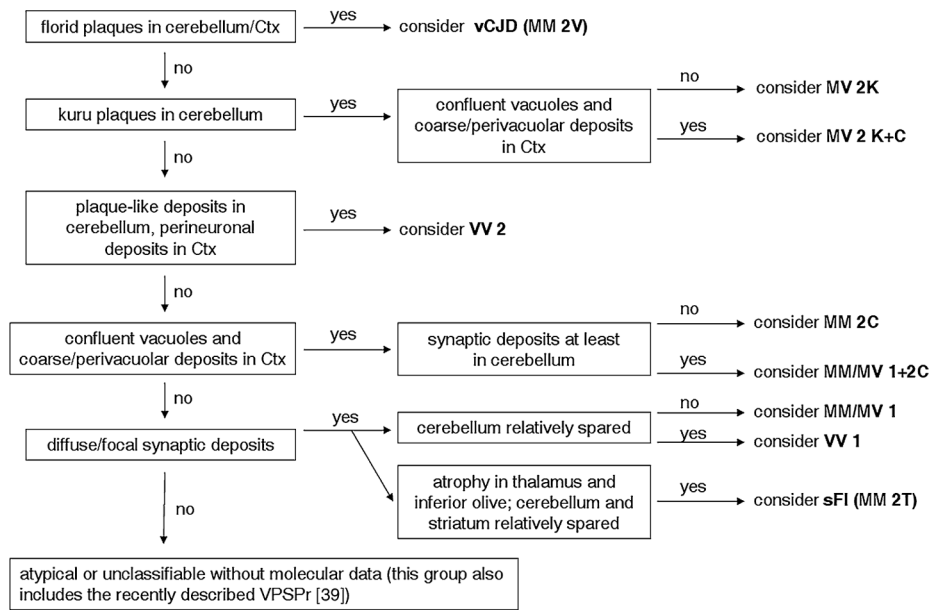 florid plaques in cerebellum/Ctx
yes
consider vCJD (MM 2V)
no
kuru plaques in cerebellum
yes
confluent vacuoles and
coarse/perivacuolar deposits
in Ctx
no
consider MV 2K
yes
consider MV 2 K+C
no
plaque-like deposits in
cerebellum, perineuronal
deposits in Ctx
yes
consider VV 2
no
confluent vacuoles and
coarse/perivacuolar deposits in Ctx
yes
synaptic deposits at least
in cerebellum
no
consider MM 2C
yes
consider MM/MV 1+2C
no
diffuse/focal synaptic deposits
yes
cerebellum relatively spared
no
consider MM/MV 1
yes
consider VV 1
atrophy in thalamus and
inferior olive; cerebellum and
striatum relatively spared
yes
consider sFI (MM 2T)
no
atypical or unclassifiable without molecular data (this group also
includes the recently described VPSPr [39])